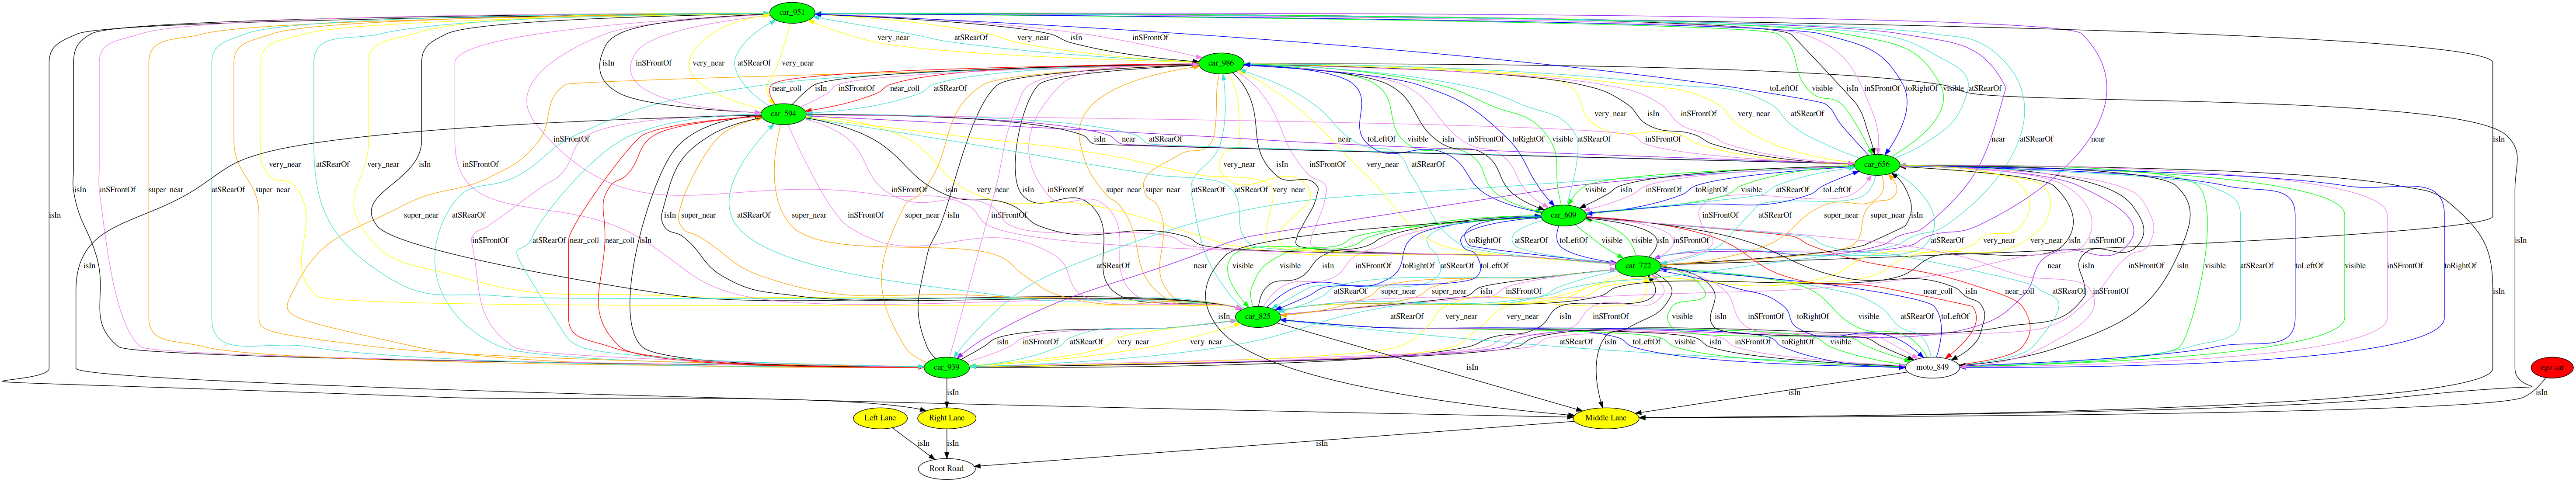 car_951
very_near atSRearOf very_near isIn inSFrontOf
isIn inSFrontOf very_near atSRearOf very_near car_986
near_coll isIn inSFrontOf near_coll atSRearOf toLeftOf visible isIn inSFrontOf toRightOf visible atSRearOf
car_594 very_near isIn inSFrontOf very_near atSRearOf
inSFrontOf isIn near atSRearOf inSFrontOf near toLeftOf visible isIn inSFrontOf toRightOf visible atSRearOf near atSRearOf near isIn
inSFrontOf very_near atSRearOf very_near isIn very_near inSFrontOf very_near atSRearOf car_656
isIn inSFrontOf super_near atSRearOf super_near isIn inSFrontOf very_near isIn inSFrontOf atSRearOf atSRearOf very_near visible isIn inSFrontOf toRightOf visible atSRearOf toLeftOf
isIn super_near atSRearOf isIn super_near super_near inSFrontOf super_near isIn super_near super_near car_609 inSFrontOf atSRearOf super_near super_near isIn
isIn inSFrontOf atSRearOf near_coll near_coll isIn atSRearOf inSFrontOf isIn inSFrontOf toRightOf atSRearOf toLeftOf visible visible isIn inSFrontOf atSRearOf very_near very_near isIn inSFrontOf isIn
isIn atSRearOf near visible visible isIn inSFrontOf toRightOf atSRearOf toLeftOf car_722 near isIn inSFrontOf isIn visible atSRearOf toLeftOf visible inSFrontOf toRightOf
atSRearOf super_near super_near isIn inSFrontOf near_coll isIn near_coll atSRearOf inSFrontOf isIn
isIn car_825 atSRearOf very_near very_near isIn inSFrontOf visible isIn inSFrontOf toRightOf visible atSRearOf toLeftOf
isIn inSFrontOf atSRearOf very_near very_near atSRearOf isIn toLeftOf visible isIn inSFrontOf toRightOf visible
car_939 isIn moto_849 ego car
isIn isIn isIn
Left Lane Right Lane Middle Lane
isIn isIn isIn
Root Road